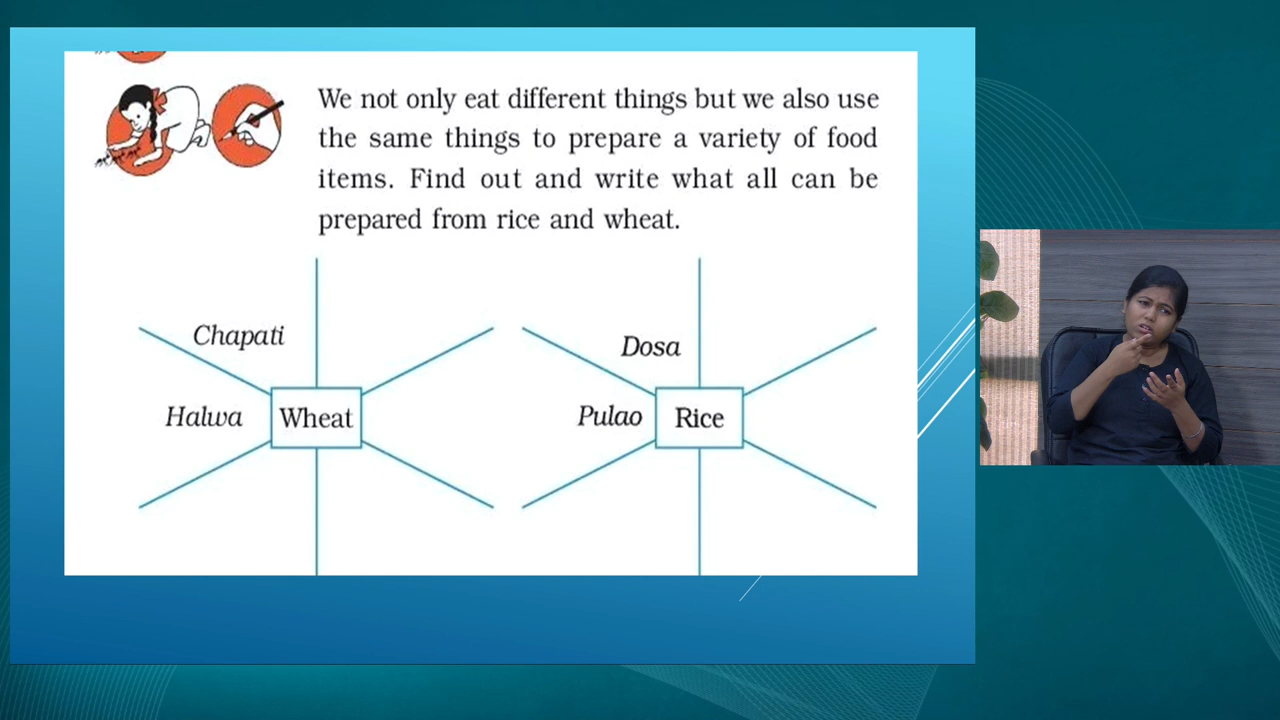 We not only eat different things but we also use
the same things to prepare a variety of food
items. Find out and write what all can be
prepared from rice and wheat.
Chapati
Halwa
Wheat
Dosa
Pulao
Rice